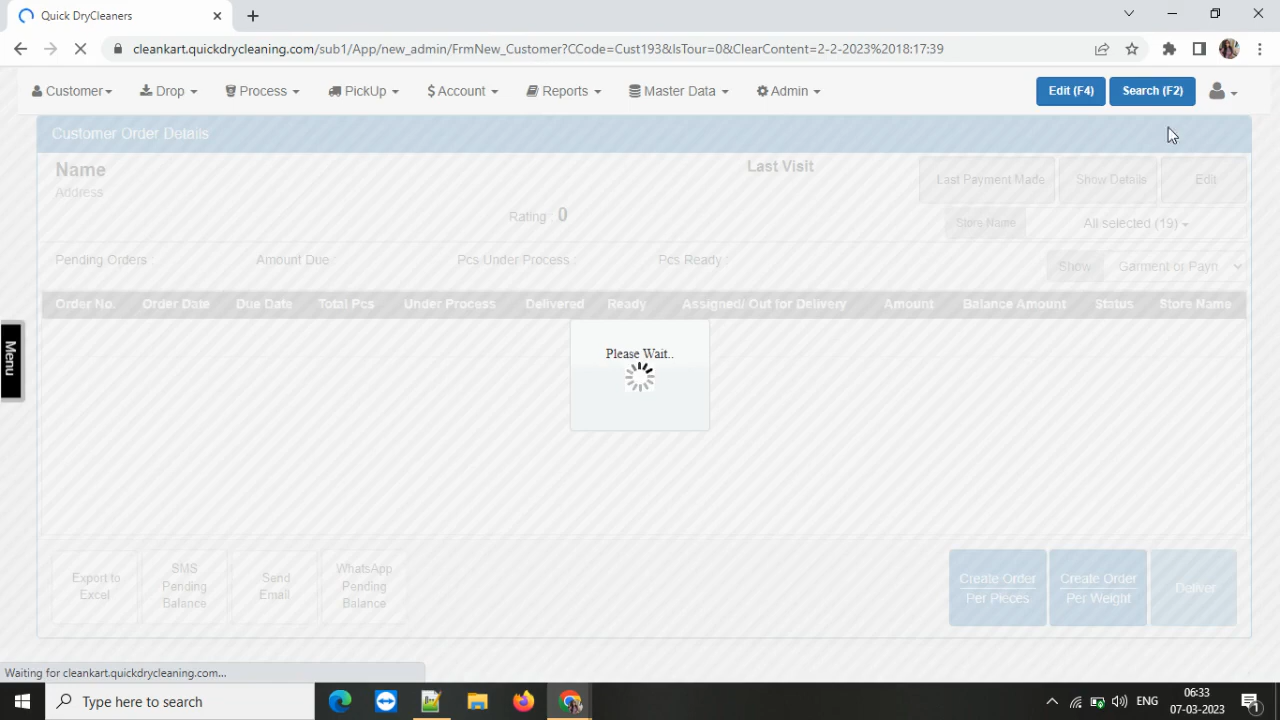 Quick DryCleaners
cleankart.quickdrycleaning.com/sub1/App/new_admin/FrmNew_Customer?CCode=Cust193&IsTour=0&ClearContent=2-2-2023%2018:17:39
Customer Drop Process PickUp $ Account Reports Master Data Admin Edit (F4) Search (F2)
Customer Order Details
Name Last Visit Last Payment Made Show Details Edit
Address
Rating : 0 Store Name All selected (19)
Pending Orders : Amount Due : Pcs Under Process : Pcs Ready : Show Garment or Payn
Order No. Order Date Due Date Total Pcs Under Process Delivered Ready Assigned/ Out for Delivery Amount Balance Amount Status Store Name
Menu
Please Wait..
Export to Excel
SMS Pending Balance
Send Email
WhatsApp Pending Balance
Create Order Per Pieces
Create Order Per Weight
Deliver
Waiting for cleankart.quickdrycleaning.com...
Type here to search
ENG
06:33
07-03-2023
1